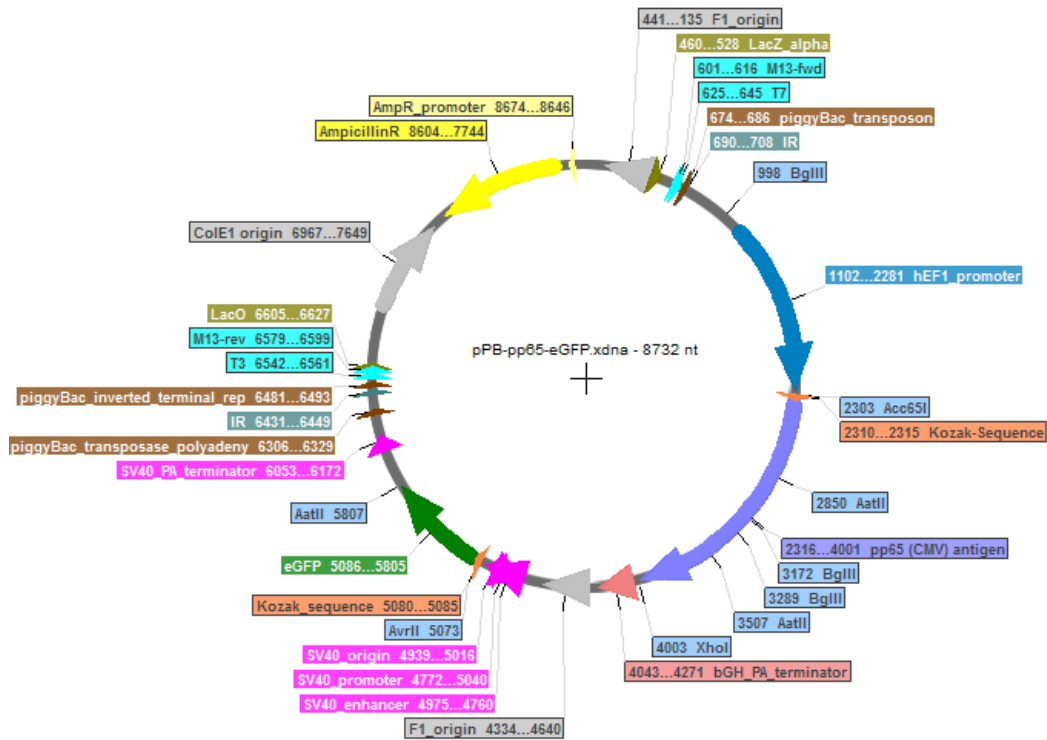 441...135 F1_origin
460...528 LacZ_alpha
601...616 M13-fwd
625...645 T7
674...686 piggyBac_transposon
690...708 IR
998 BglII
1102...2281 hEF1_promoter
2303 Acc65I
2310...2315 Kozak-Sequence
2850 AatII
2316...4001 pp65 (CMV) antigen
3172 BglII
3289 BglII
3507 AatII
4003 XhoI
4043...4271 bGH_PA_terminator
F1_origin 4334...4640
SV40_enhancer 4975...4760
SV40_promoter 4772...5040
SV40_origin 4939...5016
AvrII 5073
Kozak_sequence 5080...5085
eGFP 5086...5805
AatII 5807
SV40_PA_terminator 6053...6172
piggyBac_transposase_polyadeny 6306...6329
IR 6431...6449
piggyBac_inverted_terminal_rep 6481...6493
T3 6542...6561
M13-rev 6579...6599
LacO 6605...6627
ColE1 origin 6967...7649
AmpicillinR 8604...7744
AmpR_promoter 8674...8646
pPB-pp65-eGFP.xdna - 8732 nt